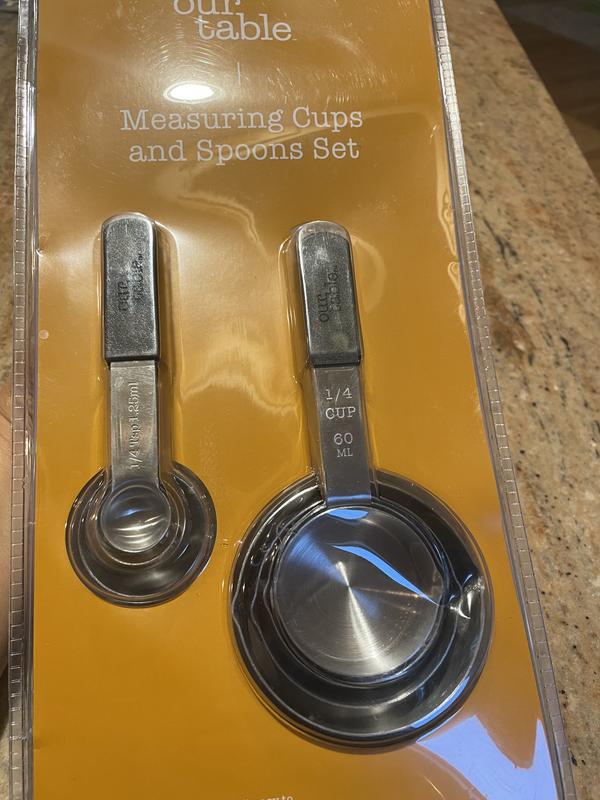 our
table
Measuring Cups
and Spoons Set
our
table
our
table
1/4 Tsp 1.25ml
1/4
CUP
60
ML